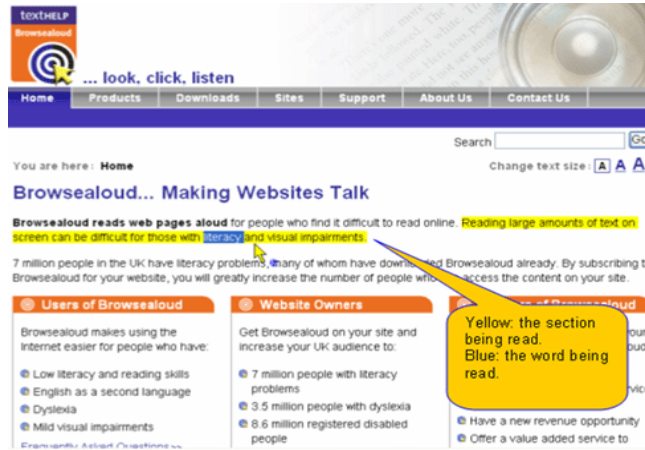 textHELP
Browsealoud
... look, click, listen
Home Products Downloads Sites Support About Us Contact Us
Search Go
You are here: Home
Change text size: A A A
Browsealoud... Making Websites Talk
Browsealoud reads web pages aloud for people who find it difficult to read online. Reading large amounts of text on
screen can be difficult for those with literacy and visual impairments.
7 million people in the UK have literacy problems, many of whom have downloaded Browsealoud already. By subscribing t
Browsealoud for your website, you will greatly increase the number of people who access the content on your site.
Users of Browsealoud
Browsealoud makes using the
Internet easier for people who have:
Low literacy and reading skills
English as a second language
Dyslexia
Mild visual impairments
Frequently Asked Questions >>
Website Owners
Get Browsealoud on your site and
increase your UK audience to:
7 million people with literacy
problems
3.5 million people with dyslexia
8.6 million registered disabled
people
of Browsealoud
Yellow: the section
being read.
Blue: the word being
read.
Have a new revenue opportunity
Offer a value added service to